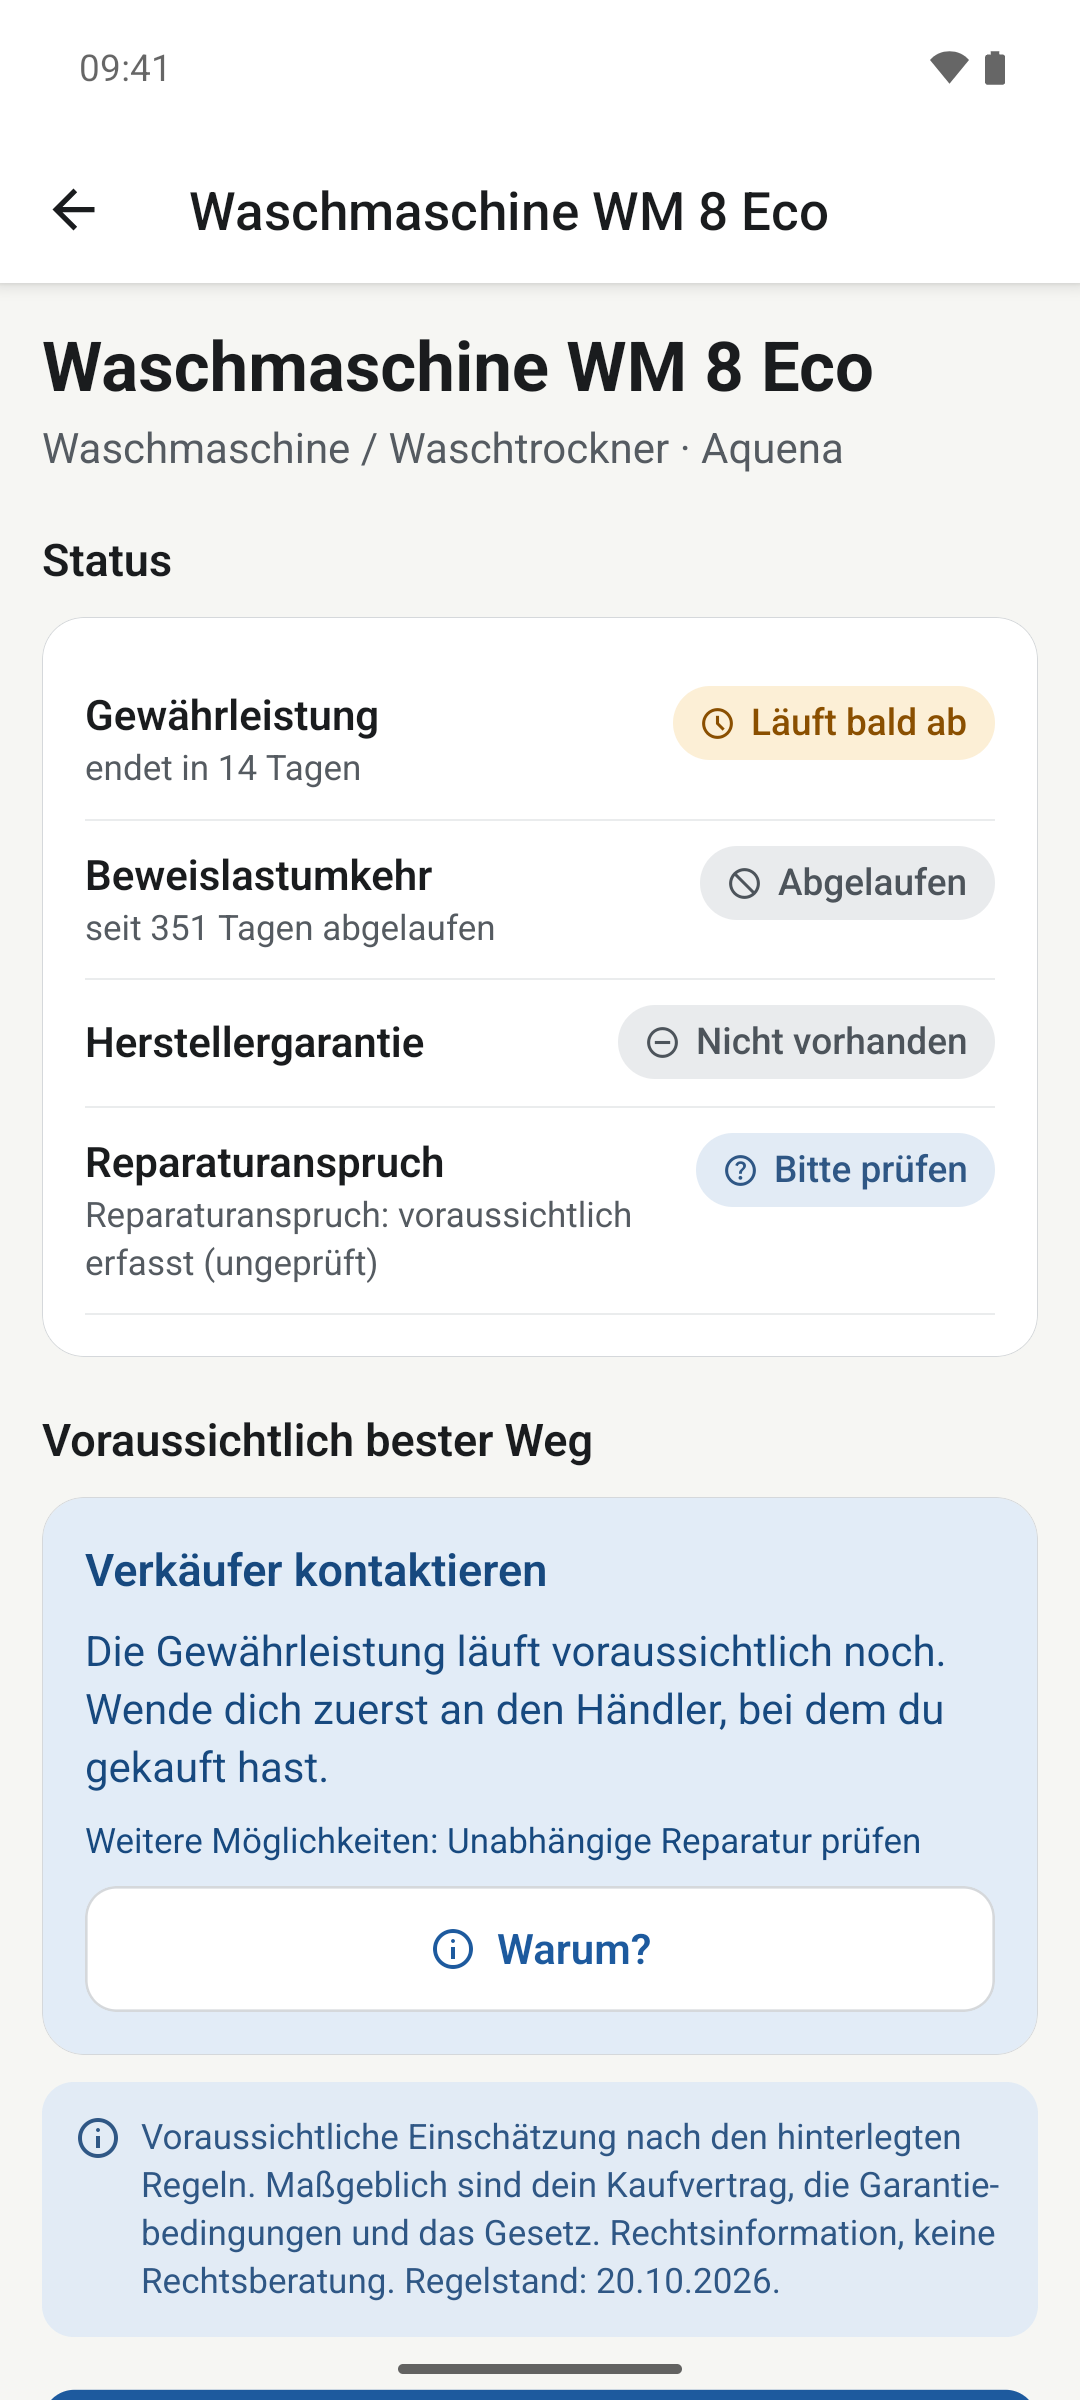 09:41
Waschmaschine WM 8 Eco
Waschmaschine WM 8 Eco
Waschmaschine / Waschtrockner · Aquena
Status
Gewährleistung
Läuft bald ab
endet in 14 Tagen
Beweislastumkehr
Abgelaufen
seit 351 Tagen abgelaufen
Herstellergarantie
Nicht vorhanden
Reparaturanspruch
Bitte prüfen
Reparaturanspruch: voraussichtlich
erfasst (ungeprüft)
Voraussichtlich bester Weg
Verkäufer kontaktieren
Die Gewährleistung läuft voraussichtlich noch.
Wende dich zuerst an den Händler, bei dem du
gekauft hast.
Weitere Möglichkeiten: Unabhängige Reparatur prüfen
Warum?
Voraussichtliche Einschätzung nach den hinterlegten
Regeln. Maßgeblich sind dein Kaufvertrag, die Garantie-
bedingungen und das Gesetz. Rechtsinformation, keine
Rechtsberatung. Regelstand: 20.10.2026.